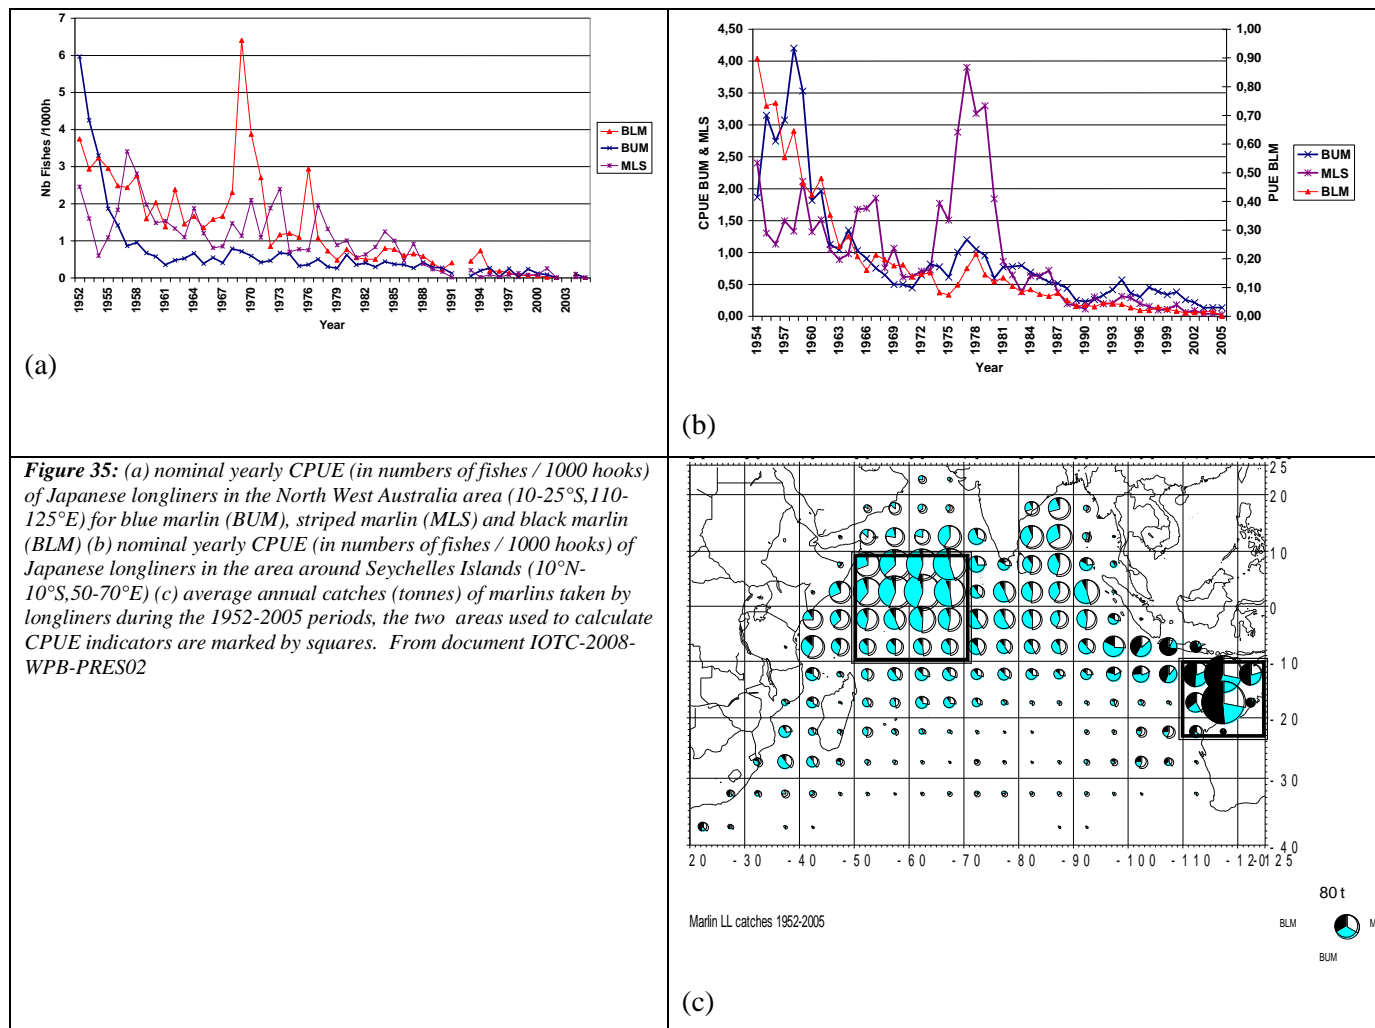 7
6
5
4
3
2
1
0
Nb Fishes /1000h
1952
1955
1958
1961
1964
1967
1970
1973
1976
1979
1982
1985
1988
1991
1994
1997
2000
2003
Year
BLM
BUM
MLS
(a)
4,50
4,00
3,50
3,00
2,50
2,00
1,50
1,00
0,50
0,00
CPUE BUM & MLS
1,00
0,90
0,80
0,70
0,60
0,50
0,40
0,30
0,20
0,10
0,00
PUE BLM
1954
1957
1960
1963
1966
1969
1972
1975
1978
1981
1984
1987
1990
1993
1996
1999
2002
2005
Year
BUM
MLS
BLM
(b)
Figure 35: (a) nominal yearly CPUE (in numbers of fishes / 1000 hooks)
of Japanese longliners in the North West Australia area (10-25°S,110-
125°E) for blue marlin (BUM), striped marlin (MLS) and black marlin
(BLM) (b) nominal yearly CPUE (in numbers of fishes / 1000 hooks) of
Japanese longliners in the area around Seychelles Islands (10°N-
10°S,50-70°E) (c) average annual catches (tonnes) of marlins taken by
longliners during the 1952-2005 periods, the two areas used to calculate
CPUE indicators are marked by squares. From document IOTC-2008-
WPB-PRES02
25
20
10
0
-10
-20
-30
-40
20 -30 -40 -50 -60 -70 -80 -90 -100 -110 -120125
80 t
Marlin LL catches 1952-2005
BLM
M
BUM
(c)